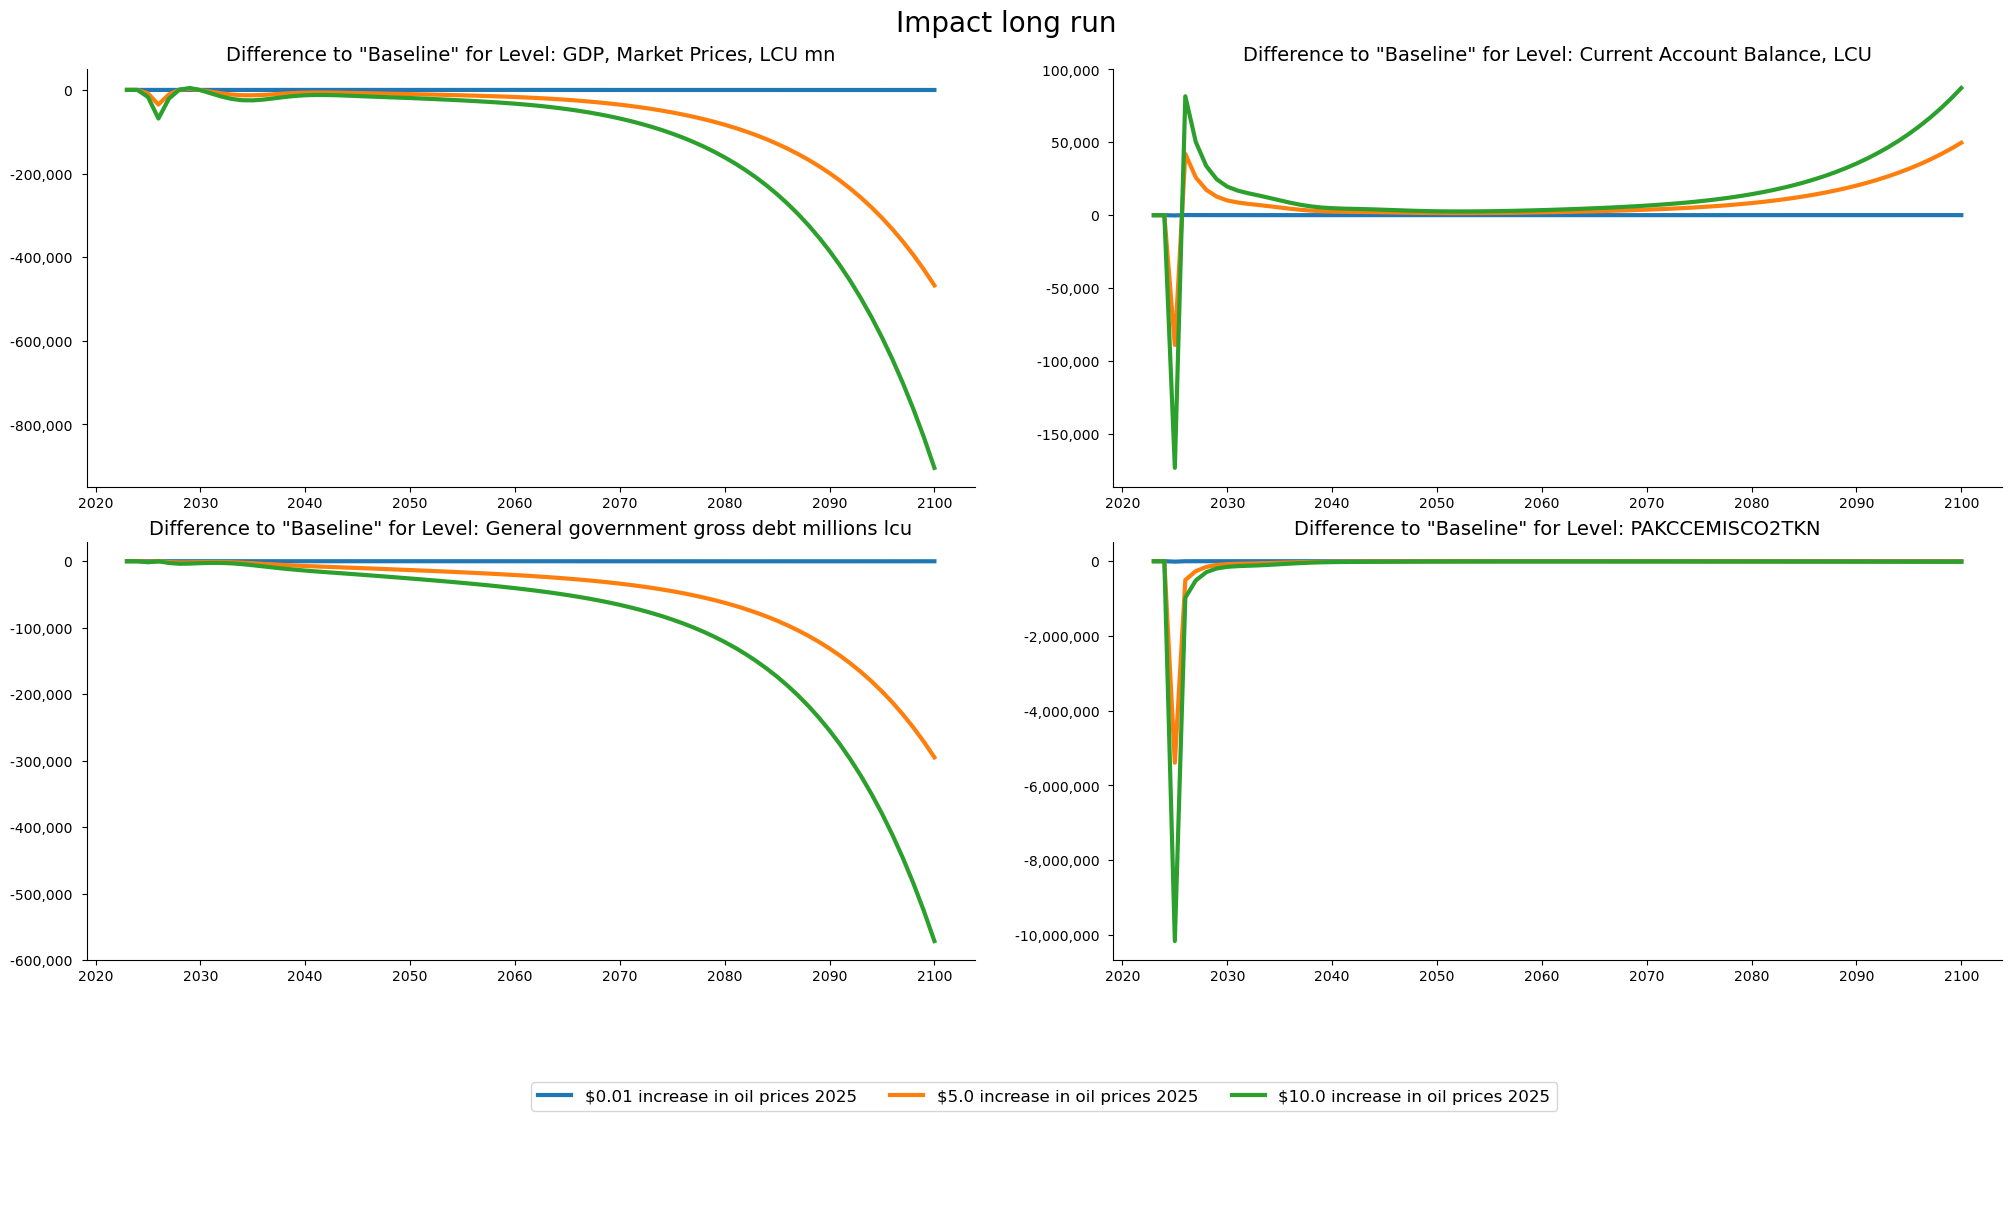 Impact long run
Difference to "Baseline" for Level: GDP, Market Prices, LCU mn
0
-200,000
-400,000
-600,000
-800,000
2020 2030 2040 2050 2060 2070 2080 2090 2100
Difference to "Baseline" for Level: Current Account Balance, LCU
100,000
50,000
0
-50,000
-100,000
-150,000
2020 2030 2040 2050 2060 2070 2080 2090 2100
Difference to "Baseline" for Level: General government gross debt millions lcu
0
-100,000
-200,000
-300,000
-400,000
-500,000
-600,000
2020 2030 2040 2050 2060 2070 2080 2090 2100
Difference to "Baseline" for Level: PAKCCEMISCO2TKN
0
-2,000,000
-4,000,000
-6,000,000
-8,000,000
-10,000,000
2020 2030 2040 2050 2060 2070 2080 2090 2100
$0.01 increase in oil prices 2025 $5.0 increase in oil prices 2025 $10.0 increase in oil prices 2025